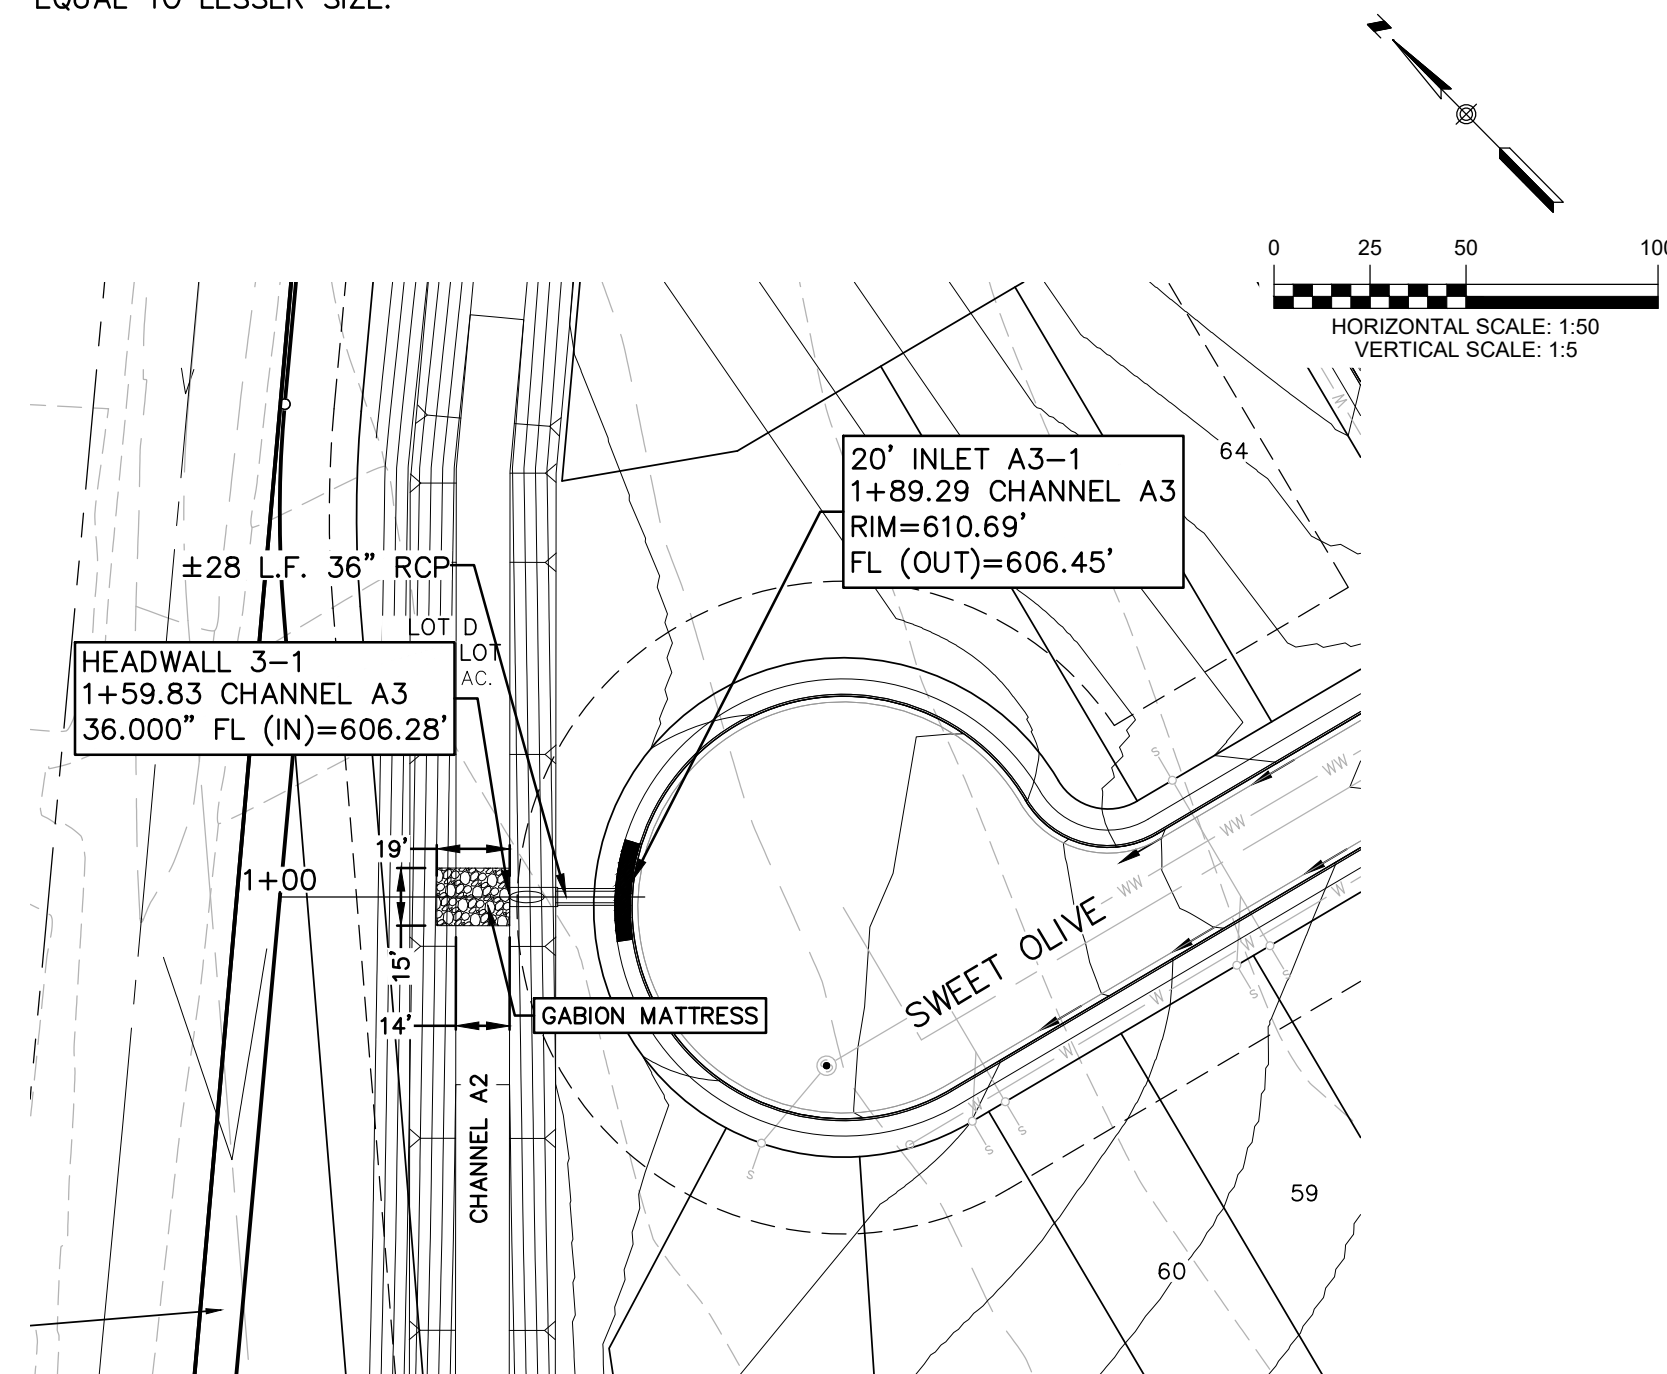 EQUAL TO LESSER SIZE.
N
0 25 50 100
HORIZONTAL SCALE: 1:50
VERTICAL SCALE: 1:5
W
64
20' INLET A3-1
1+89.29 CHANNEL A3
RIM=610.69'
FL (OUT)=606.45'
±28 L.F. 36" RCP
LOT D
LOT
AC.
HEADWALL 3-1
1+59.83 CHANNEL A3
36.000" FL (IN)=606.28'
S
WW
WW
WW
19'
1+00
15'
14'
GABION MATTRESS
SWEET OLIVE
W
W
S
S
W
W
W
S
S
S
CHANNEL A2
59
60